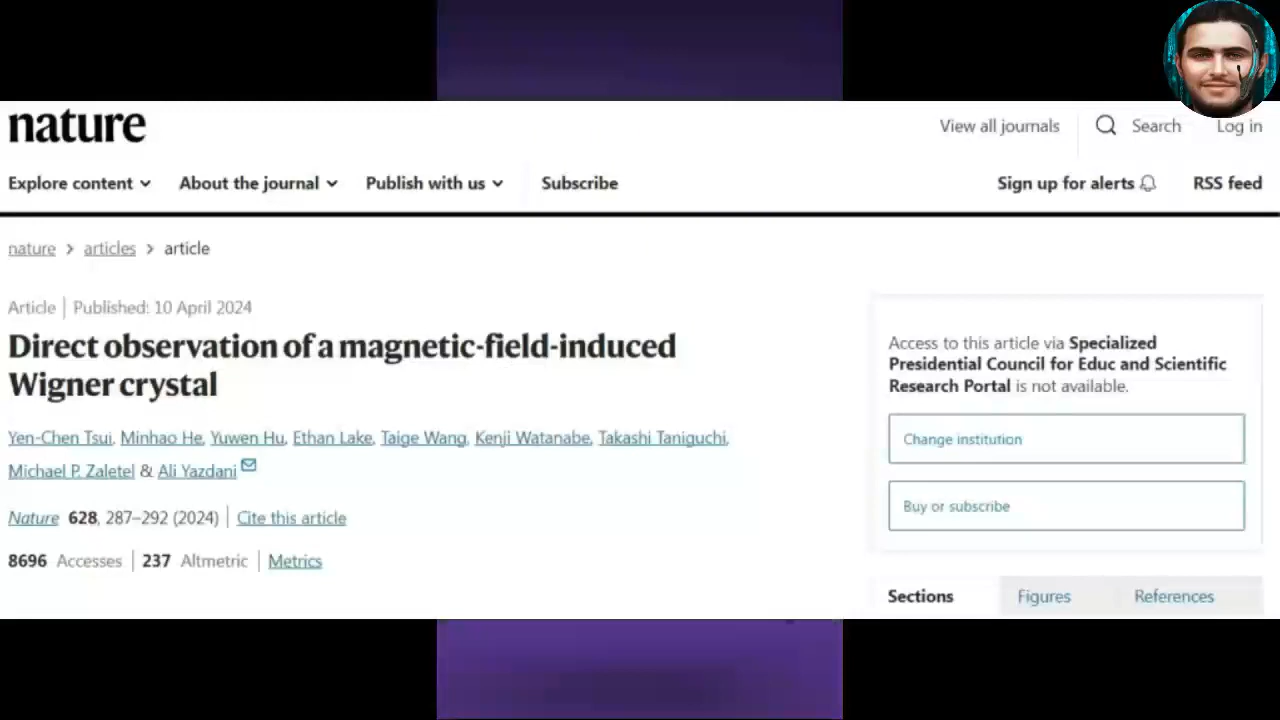 nature
View all journals
Search
Log in
Explore content
About the journal
Publish with us
Subscribe
Sign up for alerts
RSS feed
nature > articles > article
Article | Published: 10 April 2024
Direct observation of a magnetic-field-induced
Wigner crystal
Yen-Chen Tsui, Minhao He, Yuwen Hu, Ethan Lake, Taige Wang, Kenji Watanabe, Takashi Taniguchi,
Michael P. Zaletel & Ali Yazdani
Nature 628, 287–292 (2024) | Cite this article
8696 Accesses | 237 Altmetric | Metrics
Access to this article via Specialized
Presidential Council for Educ and Scientific
Research Portal is not available.
Change institution
Buy or subscribe
Sections
Figures
References